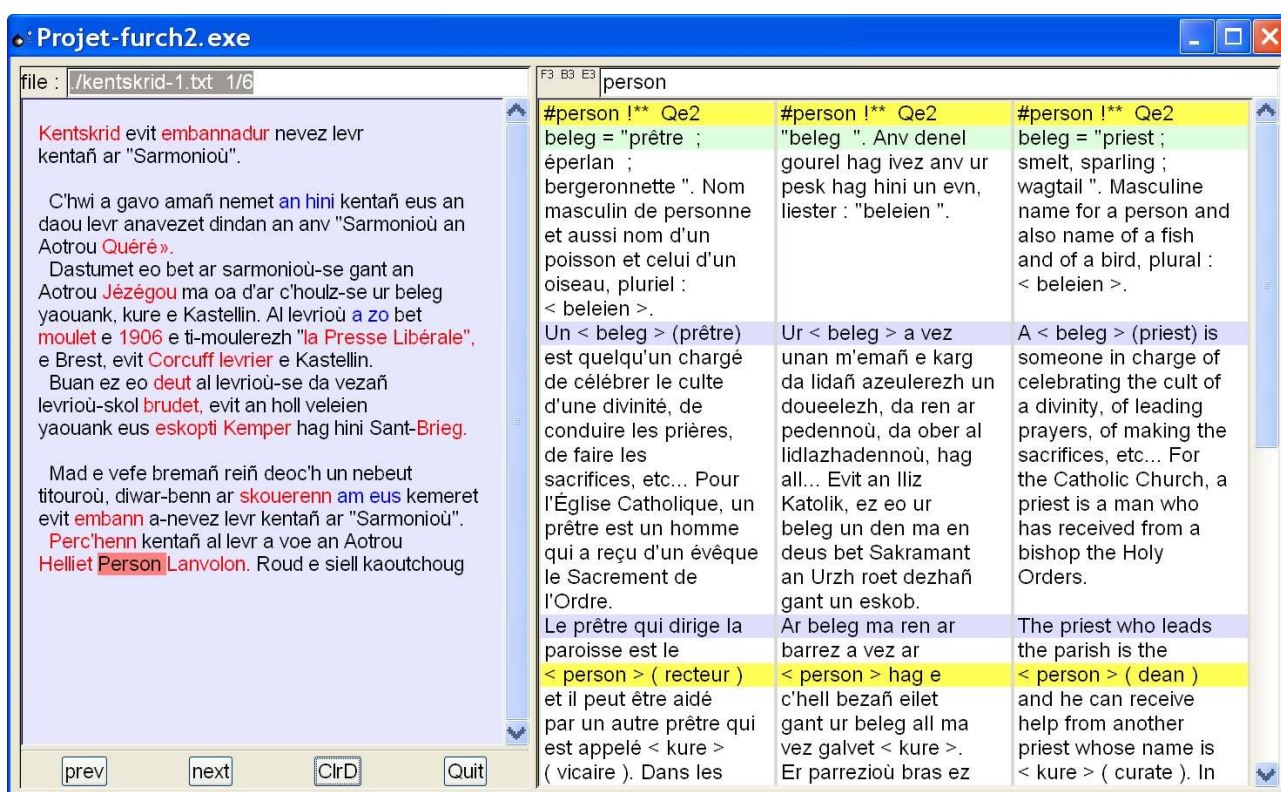 Projet-furch2.exe
file : ./kentskrid-1.txt 1/6
Kentskrid evit embannadur nevez levr
kentañ ar "Sarmonioù".
C'hwi a gavo amañ nemet an hini kentañ eus an
daou levr anavezet dindan an anv "Sarmonioù an
Aotrou Quéré».
Dastumet eo bet ar sarmonioù-se gant an
Aotrou Jézégou ma oa d'ar c'houlz-se ur beleg
yaouank, kure e Kastellin. Al levrioù a zo bet
moulet e 1906 e ti-moulerezh "la Presse Libérale",
e Brest, evit Corcuff levrier e Kastellin.
Buan ez eo deut al levrioù-se da vezañ
levrioù-skol brudet, evit an holl veleien
yaouank eus eskopti Kemper hag hini Sant-Brieg.
Mad e vefe bremañ reiñ deoc'h un nebeut
titouroù, diwar-benn ar skouerenn am eus kemeret
evit embann a-nevez levr kentañ ar "Sarmonioù".
Perc'henn kentañ al levr a voe an Aotrou
Helliet Person Lanvolon. Roud e siell kaoutchoug
prev next ClrD Quit
F3 B3 E3 person
#person !** Qe2
beleg = "prêtre ;
éperlan ;
bergeronnette ". Nom
masculin de personne
et aussi nom d'un
poisson et celui d'un
oiseau, pluriel :
< beleien >.
Un < beleg > (prêtre)
est quelqu'un chargé
de célébrer le culte
d'une divinité, de
conduire les prières,
de faire les
sacrifices, etc... Pour
l'Église Catholique, un
prêtre est un homme
qui a reçu d'un évêque
le Sacrement de
l'Ordre.
Le prêtre qui dirige la
paroisse est le
< person > ( recteur )
et il peut être aidé
par un autre prêtre qui
est appelé < kure >
( vicaire ). Dans les
#person !** Qe2
"beleg ". Anv denel
gourel hag ivez anv ur
pesk hag hini un evn,
liester : "beleien ".
Ur < beleg > a vez
unan m'emañ e karg
da lidañ azeulerezh un
doueelezh, da ren ar
pedennoù, da ober al
lidlazhadennoù, hag
all... Evit an Iliz
Katolik, ez eo ur
beleg un den ma en
deus bet Sakramant
an Urzh roet dezhañ
gant un eskob.
Ar beleg ma ren ar
barrez a vez ar
< person > hag e
c'hell bezañ eilet
gant ur beleg all ma
vez galvet < kure >.
Er parrezioù bras ez
#person !** Qe2
beleg = "priest ;
smelt, sparling ;
wagtail ". Masculine
name for a person and
also name of a fish
and of a bird, plural :
< beleien >.
A < beleg > (priest) is
someone in charge of
celebrating the cult of
a divinity, of leading
prayers, of making the
sacrifices, etc... For
the Catholic Church, a
priest is a man who
has received from a
bishop the Holy
Orders.
The priest who leads
the parish is the
< person > ( dean )
and he can receive
help from another
priest whose name is
< kure > ( curate ). In